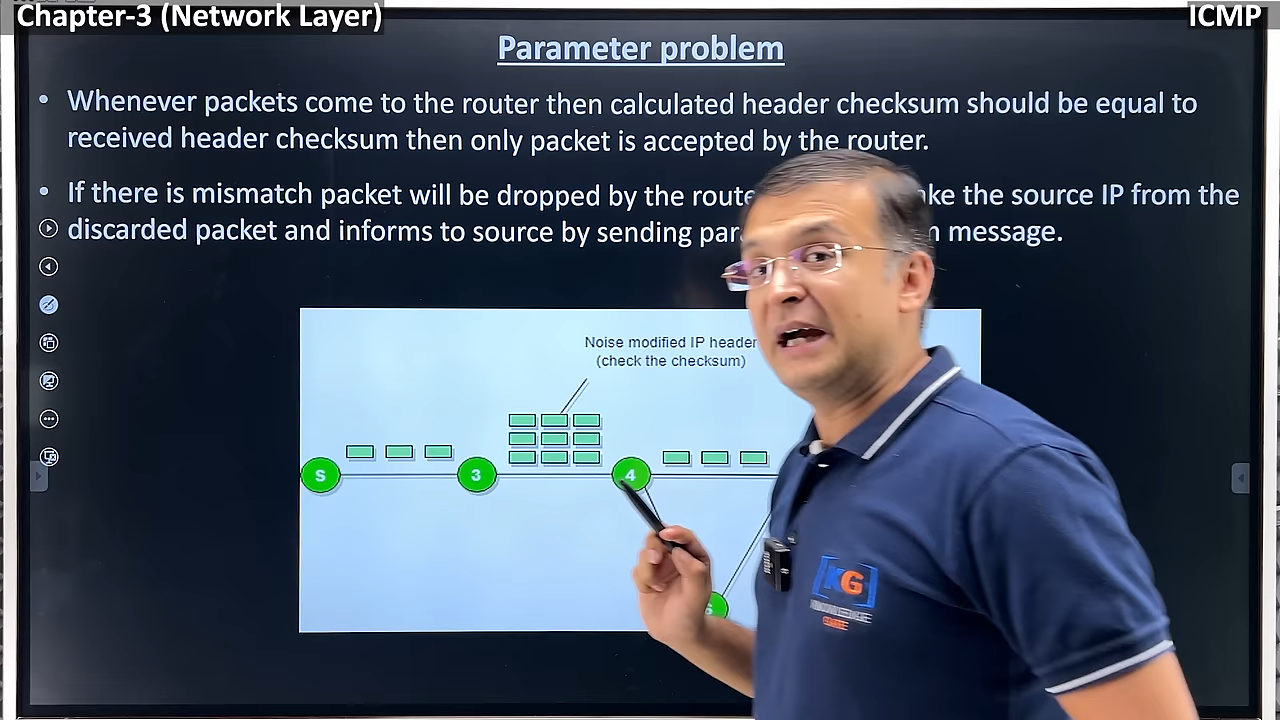 Chapter-3 (Network Layer)
ICMP
Parameter problem
• Whenever packets come to the router then calculated header checksum should be equal to
received header checksum then only packet is accepted by the router.
• If there is mismatch packet will be dropped by the route ke the source IP from the
discarded packet and informs to source by sending par message.
Noise modified IP header
(check the checksum)
S
3
4
KG